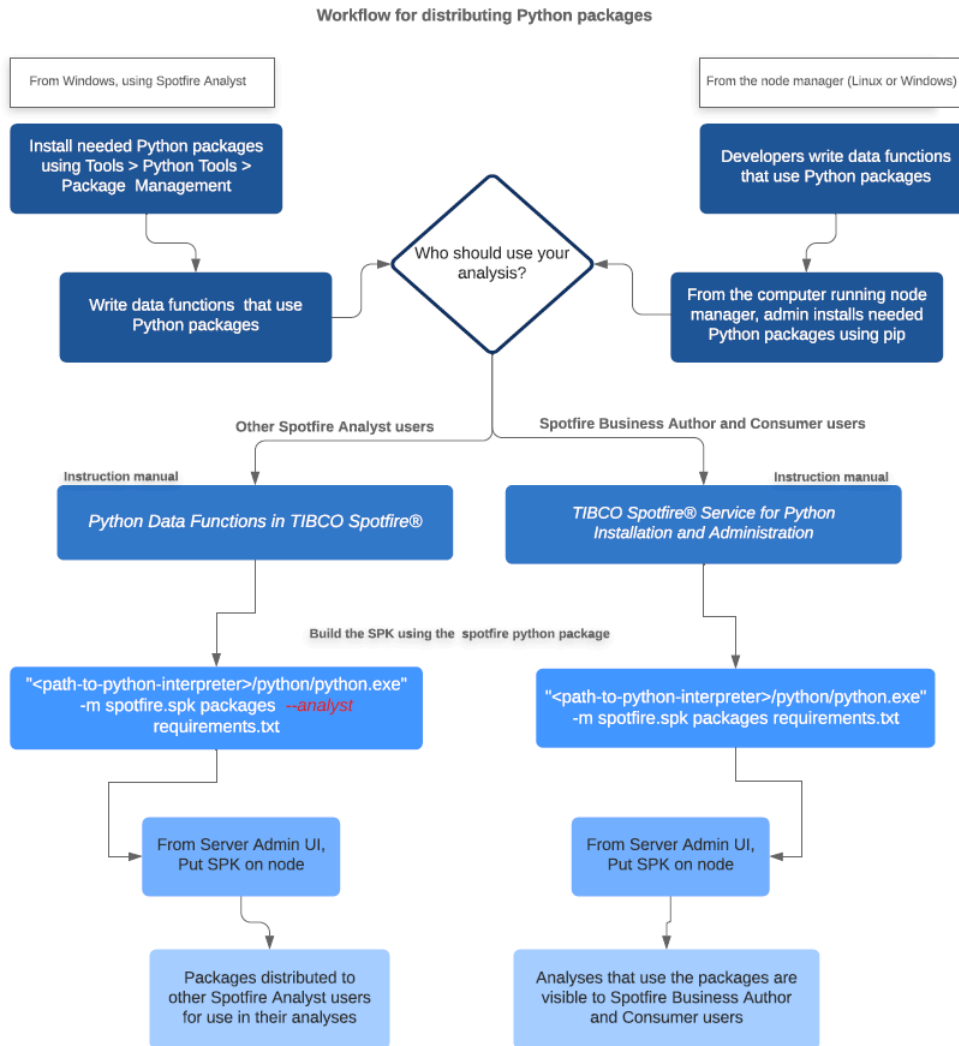 Workflow for distributing Python packages
From Windows, using Spotfire Analyst
From the node manager (Linux or Windows)
Install needed Python packages
using Tools > Python Tools >
Package Management
Developers write data functions
that use Python packages
Who should use your
analysis?
Write data functions that use
Python packages
From the computer running node
manager, admin installs needed
Python packages using pip
Other Spotfire Analyst users
Spotfire Business Author and Consumer users
Instruction manual
Instruction manual
Python Data Functions in TIBCO Spotfire®
TIBCO Spotfire® Service for Python
Installation and Administration
Build the SPK using the spotfire python package
"<path-to-python-interpreter>/python/python.exe"
-m spotfire.spk packages --analyst
requirements.txt
"<path-to-python-interpreter>/python/python.exe"
-m spotfire.spk packages requirements.txt
From Server Admin UI,
Put SPK on node
From Server Admin UI,
Put SPK on node
Packages distributed to
other Spotfire Analyst users
for use in their analyses
Analyses that use the packages are
visible to Spotfire Business Author
and Consumer users